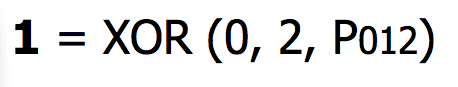 1 = XOR (0, 2, P012)